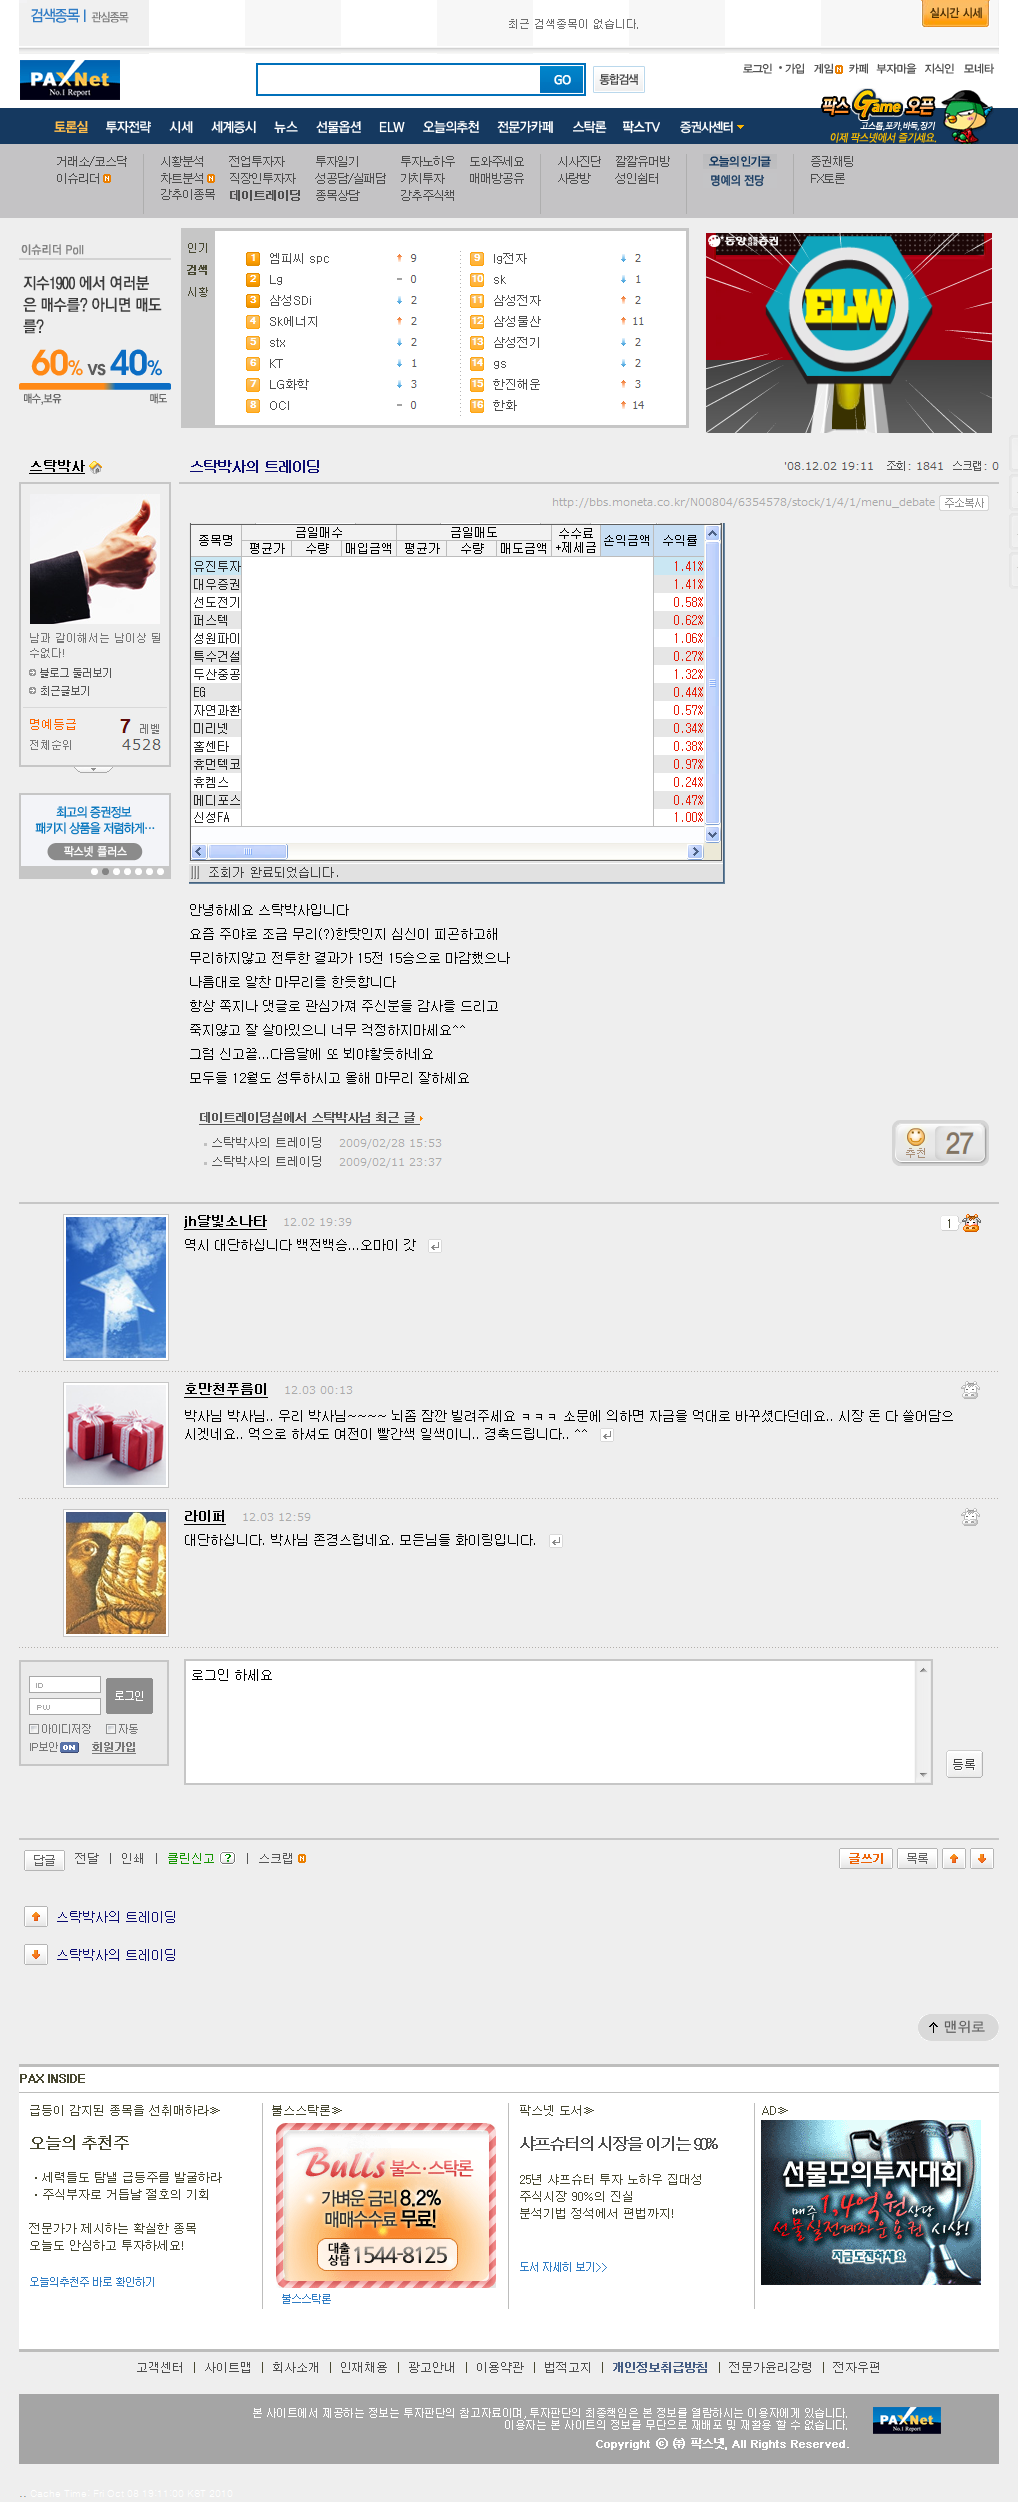 검색종목 | 관심종목
최근 검색종목이 없습니다.
실시간 시세
PAXNet
No.1 Report
GO
통합검색
로그인 • 가입 게임 N 카페 부자마을 지식인 모네타
팍스 Game 오픈
고스톱,포카,바둑,장기
이제 팍스넷에서 즐기세요.
토론실 투자전략 시세 세계증시 뉴스 선물옵션 ELW 오늘의추천 전문가카페 스탁론 팍스TV 증권사센터
거래소/코스닥 시황분석 전업투자자 투자일기 투자노하우 도와주세요 시사진단 깔깔유머방 오늘의 인기글 증권채팅
이슈리더 N 차트분석 N 직장인투자자 성공담/실패담 가치투자 매매방공유 사랑방 성인쉼터 명예의 전당 FX토론
강추이종목 데이트레이딩 종목상담 강추주식책
이슈리더 Poll
지수1900 에서 여러분
은 매수를? 아니면 매도
를?
60% vs 40%
매수,보유 매도
인기
검색
시황
1 엠피씨 spc 9
2 Lg 0
3 삼성SDi 2
4 Sk에너지 2
5 stx 2
6 KT 1
7 LG화학 3
8 OCI 0
9 lg전자 2
10 sk 1
11 삼성전자 2
12 삼성물산 11
13 삼성전기 2
14 gs 2
15 한진해운 3
16 한화 14
동양종합금융증권
ELW
스탁박사
스탁박사의 트레이딩
'08.12.02 19:11 조회: 1841 스크랩: 0
http://bbs.moneta.co.kr/N00804/6354578/stock/1/4/1/menu_debate 주소복사
남과 같이해서는 남이상 될
수없다!
블로그 둘러보기
최근글보기
명예등급 7 레벨
전체순위 4528
최고의 증권정보
패키지 상품을 저렴하게…
팍스넷 플러스
종목명 금일매수 금일매도 수수료 +제세금 손익금액 수익률
평균가 수량 매입금액 평균가 수량 매도금액
유진투자 1.41%
대우증권 1.41%
선도전기 0.58%
퍼스텍 0.62%
성원파이 1.06%
특수건설 0.27%
두산중공 1.32%
EG 0.44%
자연과환 0.57%
미리넷 0.34%
홈센타 0.38%
휴먼텍코 0.97%
휴켐스 0.24%
메디포스 0.47%
신성FA 1.00%
조회가 완료되었습니다.
안녕하세요 스탁박사입니다
요즘 주야로 조금 무리(?)한탓인지 심신이 피곤하고해
무리하지않고 전투한 결과가 15전 15승으로 마감했으나
나름대로 알찬 마무리를 한듯합니다
항상 쪽지나 댓글로 관심가져 주신분들 감사를 드리고
죽지않고 잘 살아있으니 너무 걱정하지마세요^^
그럼 신고끝...다음달에 또 뵈야할듯하네요
모두들 12월도 성투하시고 올해 마무리 잘하세요
데이트레이딩실에서 스탁박사님 최근 글
스탁박사의 트레이딩 2009/02/28 15:53
스탁박사의 트레이딩 2009/02/11 23:37
추천 27
jh달빛소나타 12.02 19:39
1
역시 대단하십니다 백전백승...오마이 갓
호만천푸름이 12.03 00:13
박사님 박사님.. 우리 박사님~~~~ 뇌좀 잠깐 빌려주세요 ㅋㅋㅋ 소문에 의하면 자금을 억대로 바꾸셨다던데요.. 시장 돈 다 쓸어담으
시겟네요.. 억으로 하셔도 여전이 빨간색 일색이니.. 경축드립니다.. ^^
라이퍼 12.03 12:59
대단하십니다. 박사님 존경스럽네요. 모든님들 화이링입니다.
ID
PW
로그인
아이디저장 자동
IP보안 ON 회원가입
로그인 하세요
등록
답글 전달 | 인쇄 | 클린신고 ? | 스크랩 N
글쓰기 목록
스탁박사의 트레이딩
스탁박사의 트레이딩
↑ 맨위로
PAX INSIDE
급등이 감지된 종목을 선취매하라≫
오늘의 추천주
· 세력들도 탐낼 급등주를 발굴하라
· 주식부자로 거듭날 절호의 기회
전문가가 제시하는 확실한 종목
오늘도 안심하고 투자하세요!
오늘의추천주 바로 확인하기
불스스탁론≫
Bulls 불스·스탁론
가벼운 금리 8.2%
매매수수료 무료!
대출상담 1544-8125
불스스탁론
팍스넷 도서≫
샤프슈터의 시장을 이기는 90%
25년 샤프슈터 투자 노하우 집대성
주식시장 90%의 진실
분석기법 정석에서 편법까지!
도서 자세히 보기>>
AD≫
선물모의투자대회
매주 1,4억원 상당
선물실전계좌운용권 시상!
지금도전하세요
고객센터 | 사이트맵 | 회사소개 | 인재채용 | 광고안내 | 이용약관 | 법적고지 | 개인정보취급방침 | 전문가윤리강령 | 전자우편
본 사이트에서 제공하는 정보는 투자판단의 참고자료이며, 투자판단의 최종책임은 본 정보를 열람하시는 이용자에게 있습니다.
이용자는 본 사이트의 정보를 무단으로 재배포 및 재활용 할 수 없습니다.
Copyright ⓒ ㈜ 팍스넷, All Rights Reserved.
PAXNet
No.1 Report